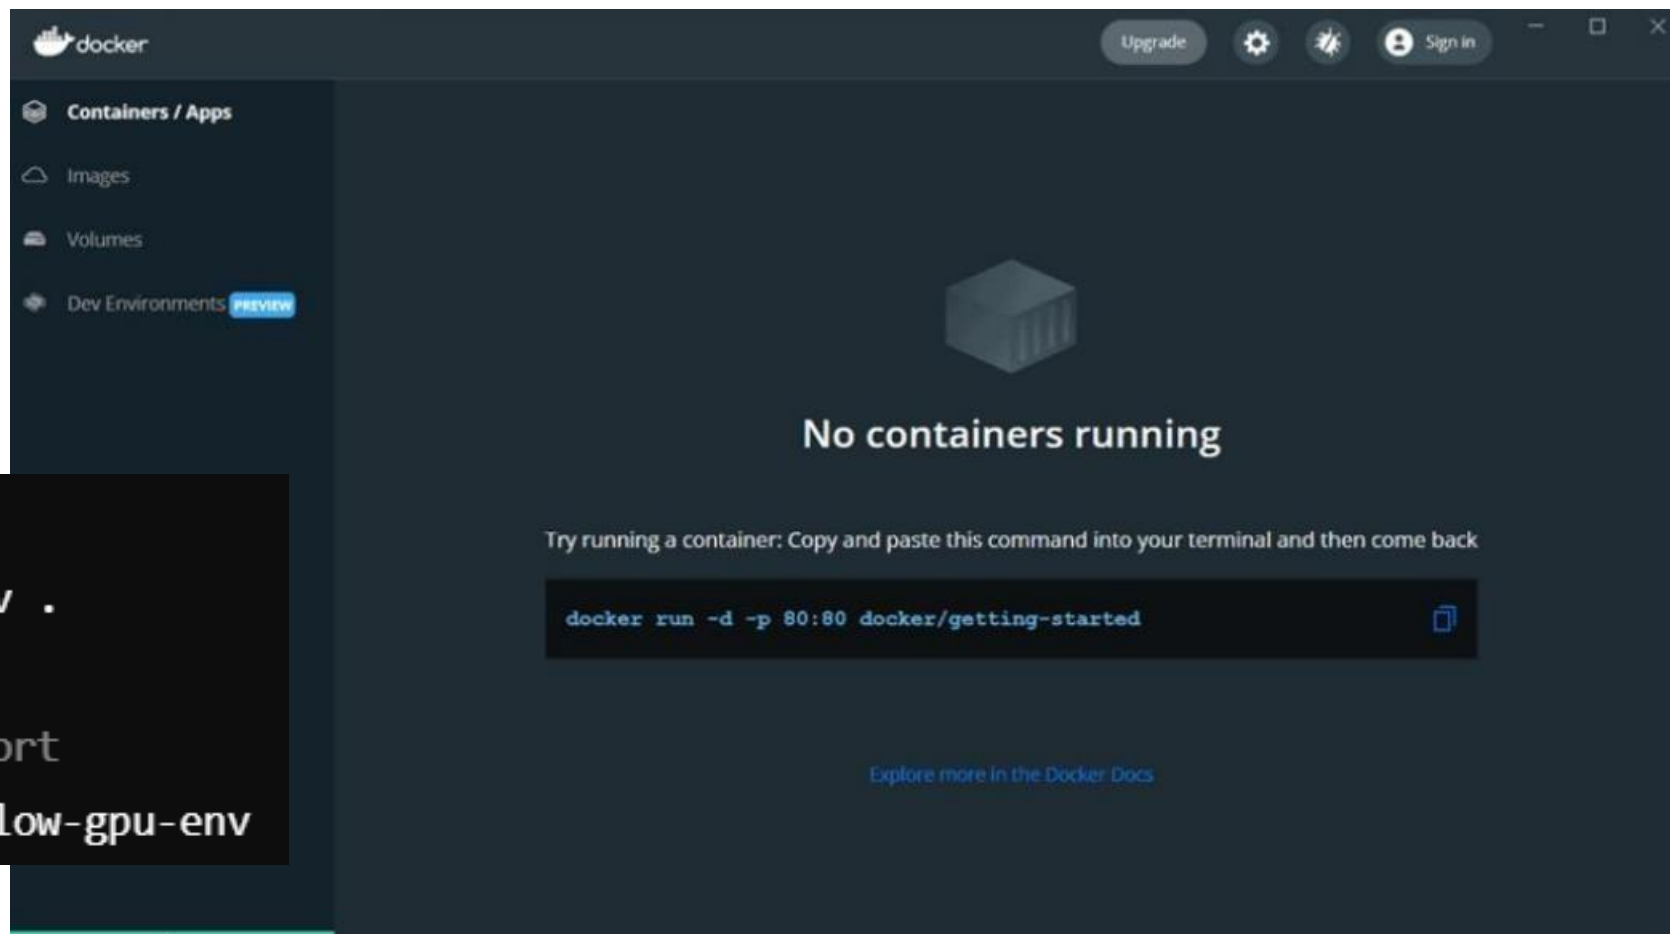 docker
Upgrade
Sign in
Containers / Apps
Images
Volumes
Dev Environments PREVIEW
No containers running
Try running a container: Copy and paste this command into your terminal and then come back
docker run -d -p 80:80 docker/getting-started
Explore more in the Docker Docs
v .
ort
low-gpu-env